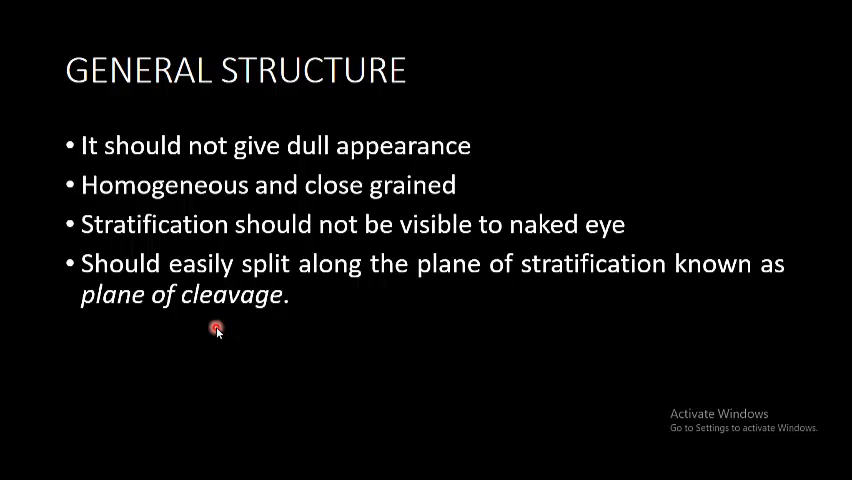 GENERAL STRUCTURE
• It should not give dull appearance
• Homogeneous and close grained
• Stratification should not be visible to naked eye
• Should easily split along the plane of stratification known as
plane of cleavage.
Activate Windows
Go to Settings to activate Windows.